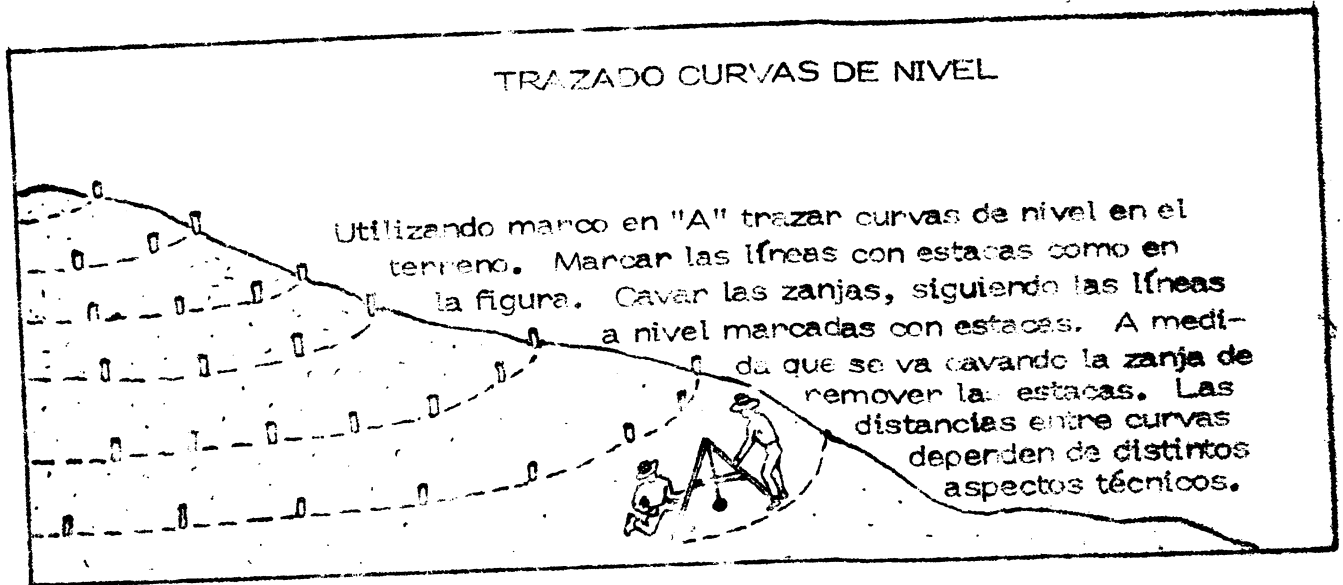 TRAZADO CURVAS DE NIVEL
Utilizando marco en "A" trazar curvas de nivel en el
terreno. Marcar las líneas con estacas como en
la figura. Cavar las zanjas, siguiendo las líneas
a nivel marcadas con estacas. A medi-
da que se va cavando la zanja de
remover las estacas. Las
distancias entre curvas
dependen de distintos
aspectos técnicos.